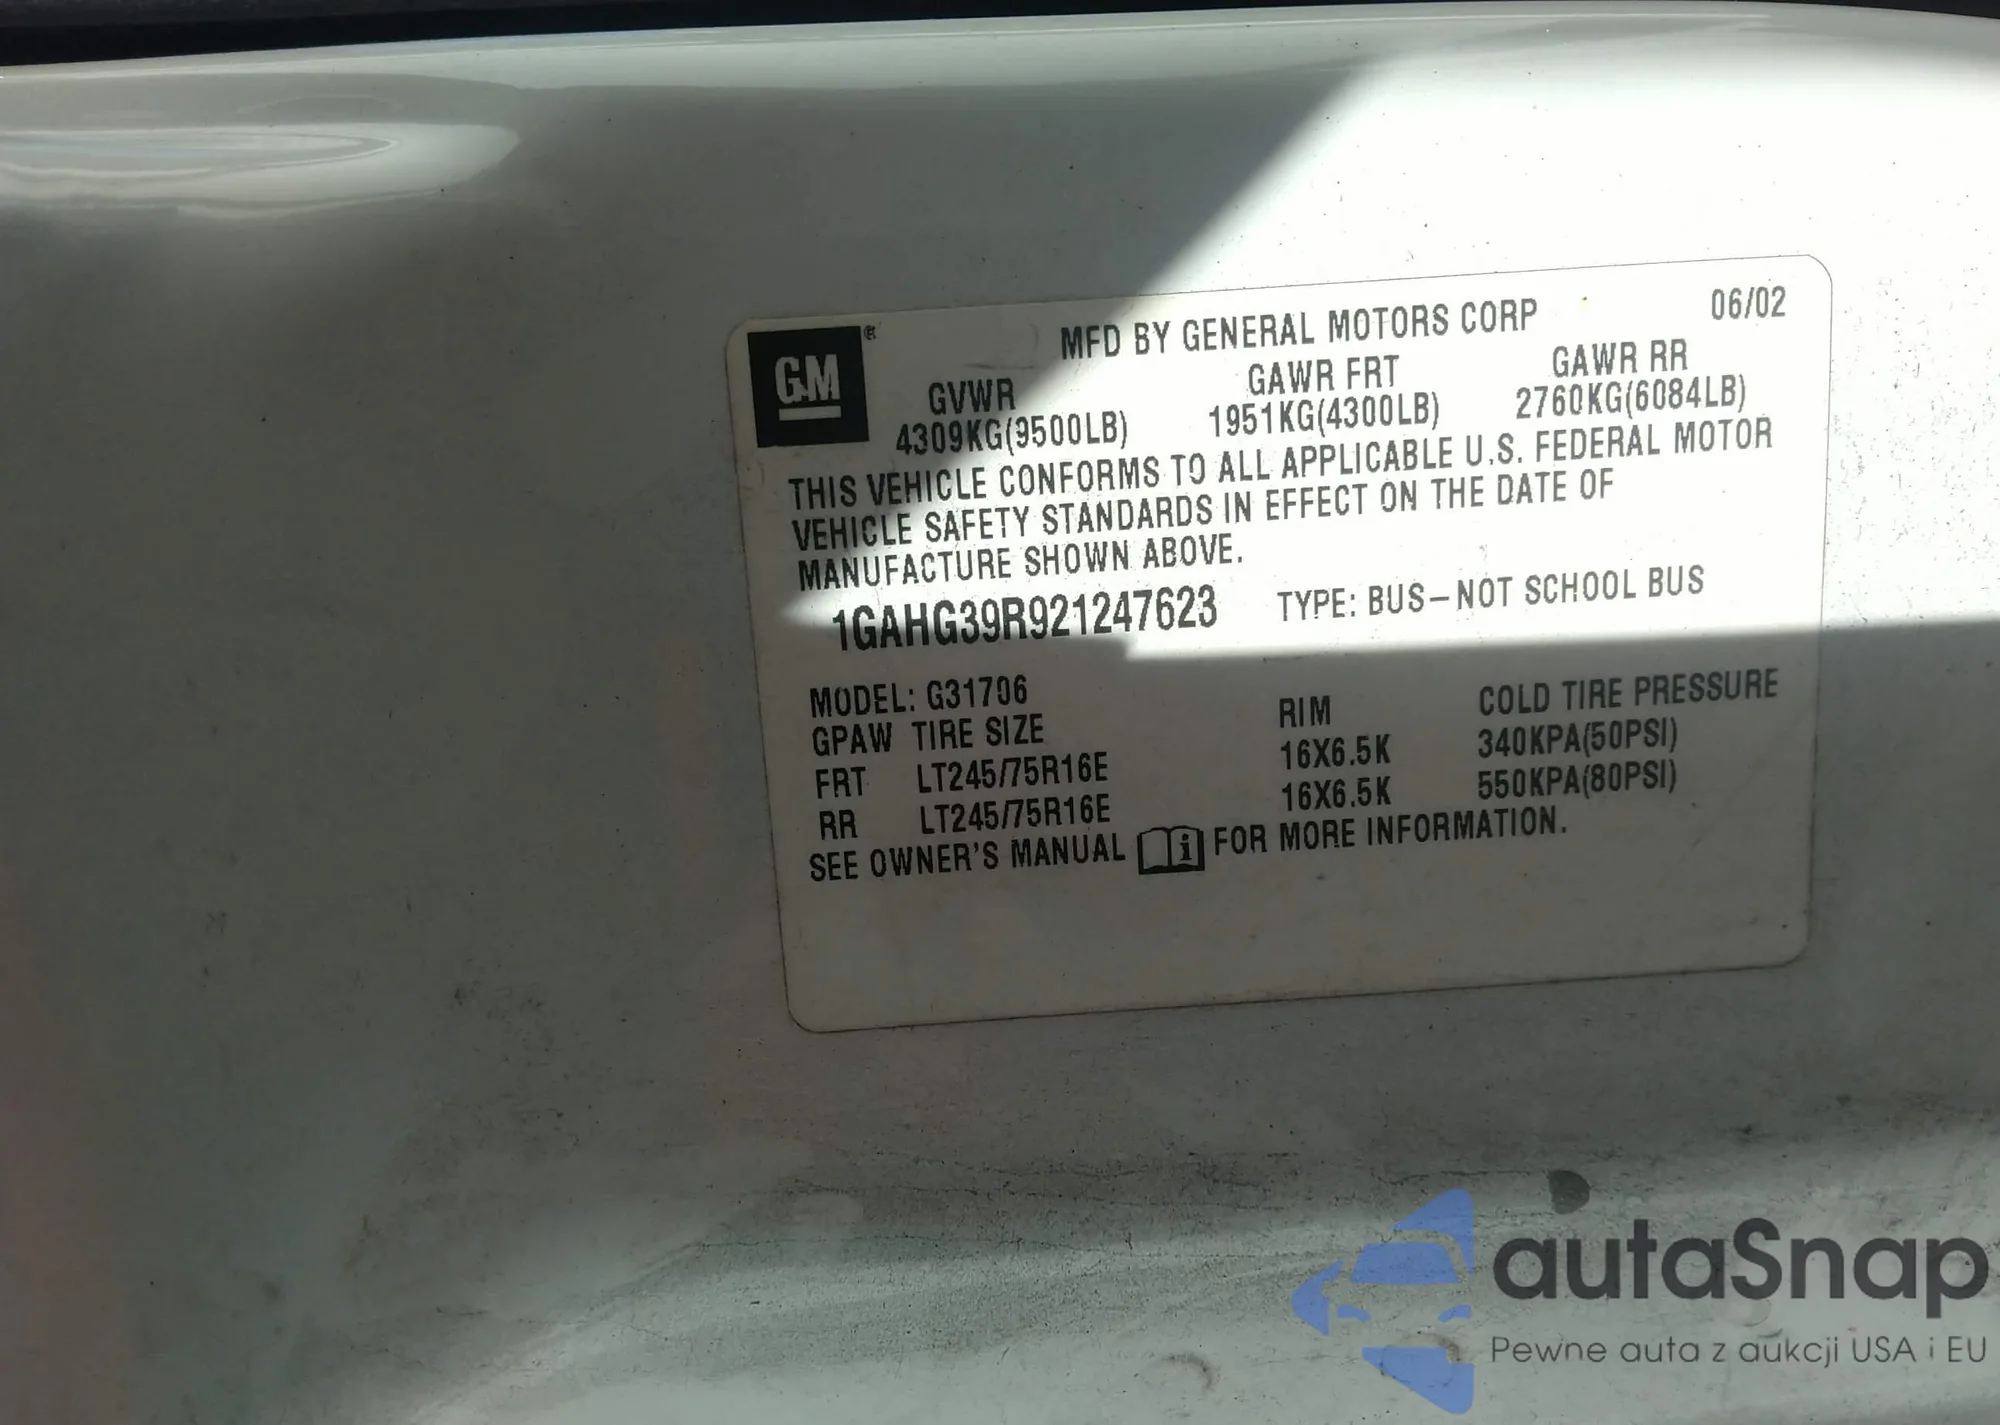 GM ®
MFD BY GENERAL MOTORS CORP 06/02
GVWR GAWR FRT GAWR RR
4309KG(9500LB) 1951KG(4300LB) 2760KG(6084LB)
THIS VEHICLE CONFORMS TO ALL APPLICABLE U.S. FEDERAL MOTOR
VEHICLE SAFETY STANDARDS IN EFFECT ON THE DATE OF
MANUFACTURE SHOWN ABOVE.
1GAHG39R921247623 TYPE: BUS-NOT SCHOOL BUS
MODEL: G31706
GPAW TIRE SIZE RIM COLD TIRE PRESSURE
FRT LT245/75R16E 16X6.5K 340KPA(50PSI)
RR LT245/75R16E 16X6.5K 550KPA(80PSI)
SEE OWNER'S MANUAL i FOR MORE INFORMATION.
autaSnap
Pewne auta z aukcji USA i EU